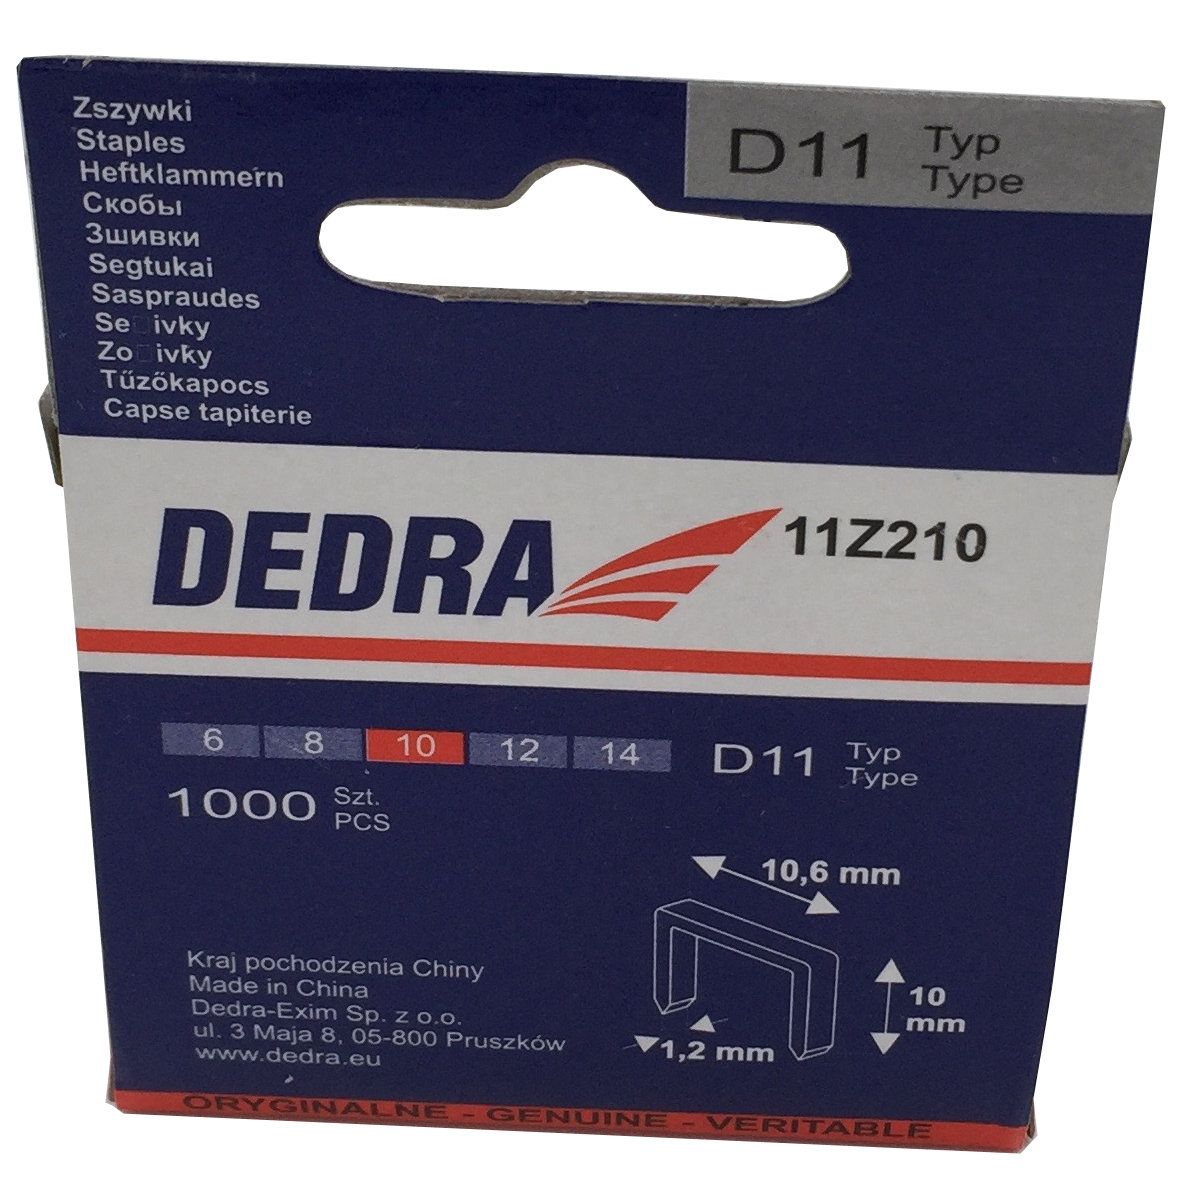 Zszywki
Staples
Heftklammern
Скобы
Зшивки
Segtukai
Saspraudes
Se□ivky
Zo□ivky
Tűzőkapocs
Capse tapiterie
D11 Typ
Type
DEDRA 11Z210
6 8 10 12 14
D11 Typ
Type
1000 Szt.
PCS
10,6 mm
10
mm
1,2 mm
Kraj pochodzenia Chiny
Made in China
Dedra-Exim Sp. z o.o.
ul. 3 Maja 8, 05-800 Pruszków
www.dedra.eu
ORYGINALNE - GENUINE - VERITABLE